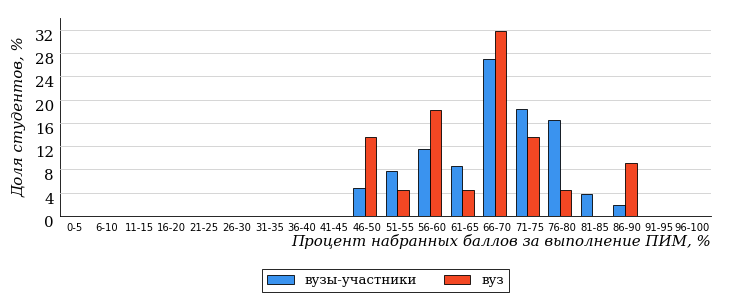 Доля студентов, %
32
28
24
20
16
12
8
4
0
0-5 6-10 11-15 16-20 21-25 26-30 31-35 36-40 41-45 46-50 51-55 56-60 61-65 66-70 71-75 76-80 81-85 86-90 91-95 96-100
Процент набранных баллов за выполнение ПИМ, %
вузы-участники вуз